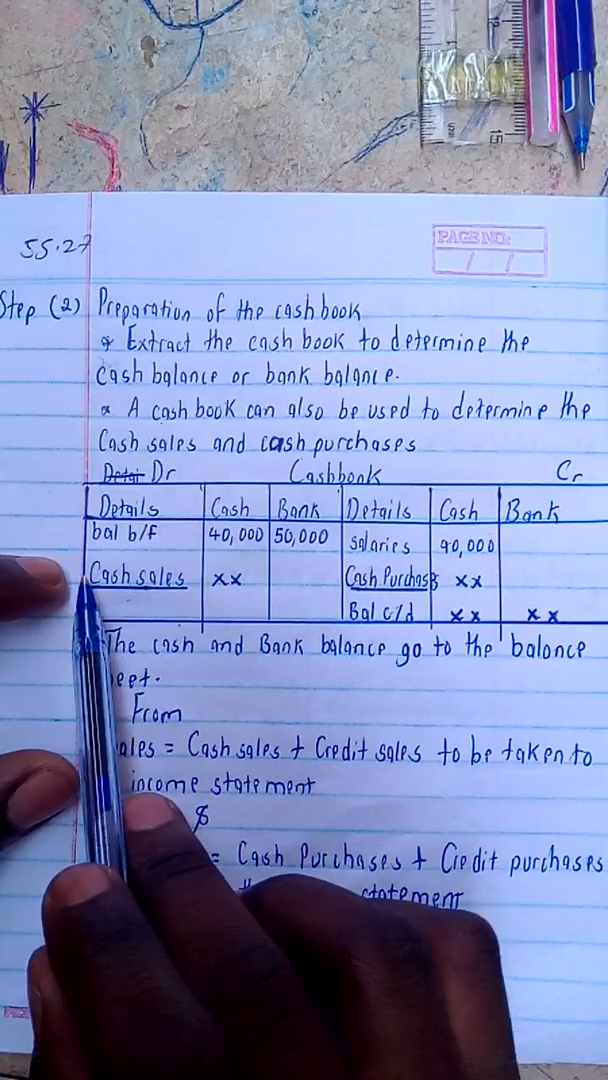 55.27
PAGE NO:
Step (2) Preparation of the cashbook
* Extract the cash book to determine the
cash balance or bank balance.
* A cash book can also be used to determine the
Cash sales and cash purchases
Dr Cashbook Cr
Details Cash Bank Details Cash Bank
bal b/f 40,000 50,000 salaries 90,000
Cash sales xx Cash Purchases xx
Bal c/d xx xx
The cash and Bank balance go to the balance
eet.
From
ales = Cash sales + Credit sales to be taken to
income statement
$
= Cash Purchases + Credit purchases
statement